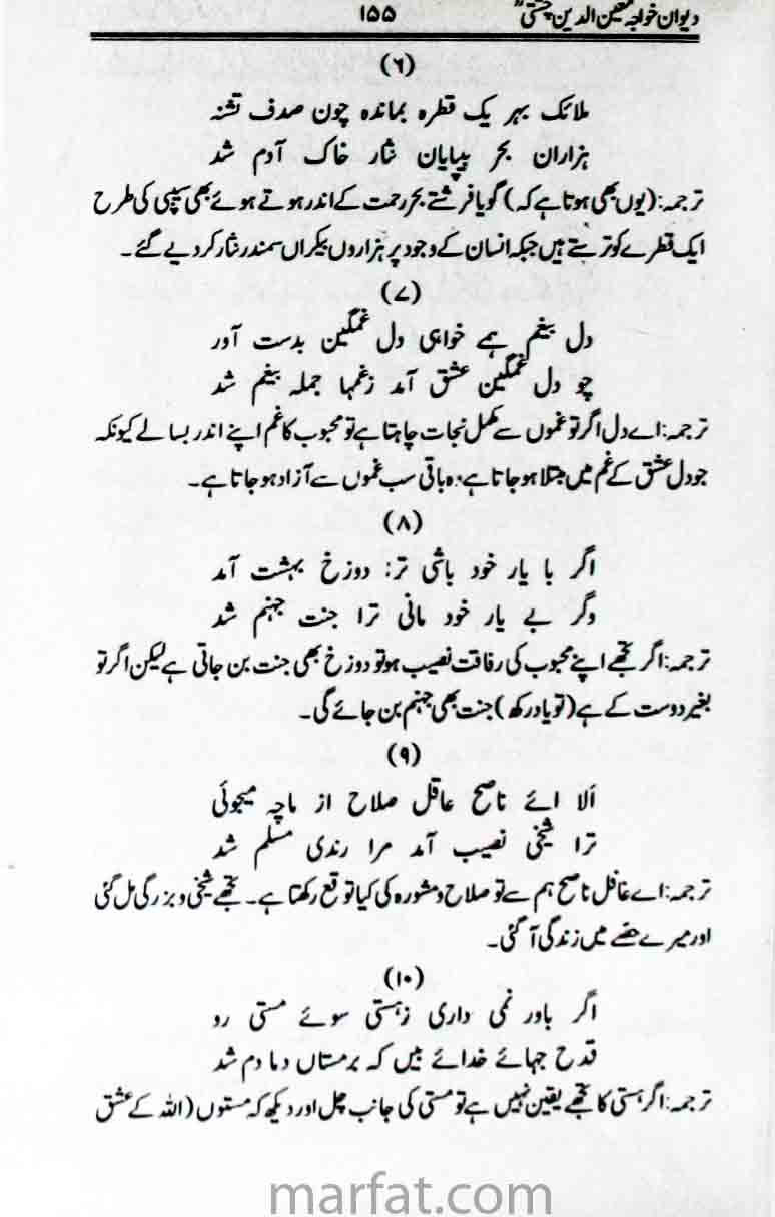 دیوان خواجہ معین الدین چشتیؒ ۱۵۵
(۶)
ملائک بہر یک قطرہ بماندہ چون صدف تشنہ
ہزاران بحر بیپایان نثار خاک آدم شد
ترجمہ:(یوں بھی ہوتا ہے کہ) گویا فرشتے بحر رحمت کے اندر ہوتے ہوئے بھی سیپی کی طرح
ایک قطرے کو ترستے ہیں جبکہ انسان کے وجود پر ہزاروں بیکراں سمندر نثار کر دیے گئے۔
(۷)
دل بیغم ہے خواہی دل غمگین بدست آور
چو دل غمگین عشق آمد زغمہا جملہ بیغم شد
ترجمہ:اے دل اگر تو غموں سے مکمل نجات چاہتا ہے تو محبوب کا غم اپنے اندر بسا لے کیونکہ
جو دل عشق کے غم میں مبتلا ہو جاتا ہے وہ باقی سب غموں سے آزاد ہو جاتا ہے۔
(۸)
اگر با یار خود باشی تر: دوزخ بہشت آمد
وگر بے یار خود مانی ترا جنت جہنم شد
ترجمہ:اگر تجھے اپنے محبوب کی رفاقت نصیب ہو تو دوزخ بھی جنت بن جاتی ہے لیکن اگر تو
بغیر دوست کے ہے (تو یاد رکھ) جنت بھی جہنم بن جائے گی۔
(۹)
اَلا ائے ناصح عاقل صلاح از ماچہ میجوئی
ترا شیخی نصیب آمد مرا رندی مسلم شد
ترجمہ:اے غافل ناصح ہم سے تو صلاح و مشورہ کی کیا توقع رکھتا ہے۔ تجھے شیخی و بزرگی مل گئی
اور میرے حصے میں زندگی آ گئی۔
(۱۰)
اگر باور نمی داری زہستی سوئے مستی رو
قدح جہائے خدائے بیں کہ برمستاں دما دم شد
ترجمہ:اگر ہستی کا تجھے یقین نہیں ہے تو مستی کی جانب چل اور دیکھ کہ مستوں (اللہ کے عشق
marfat.com